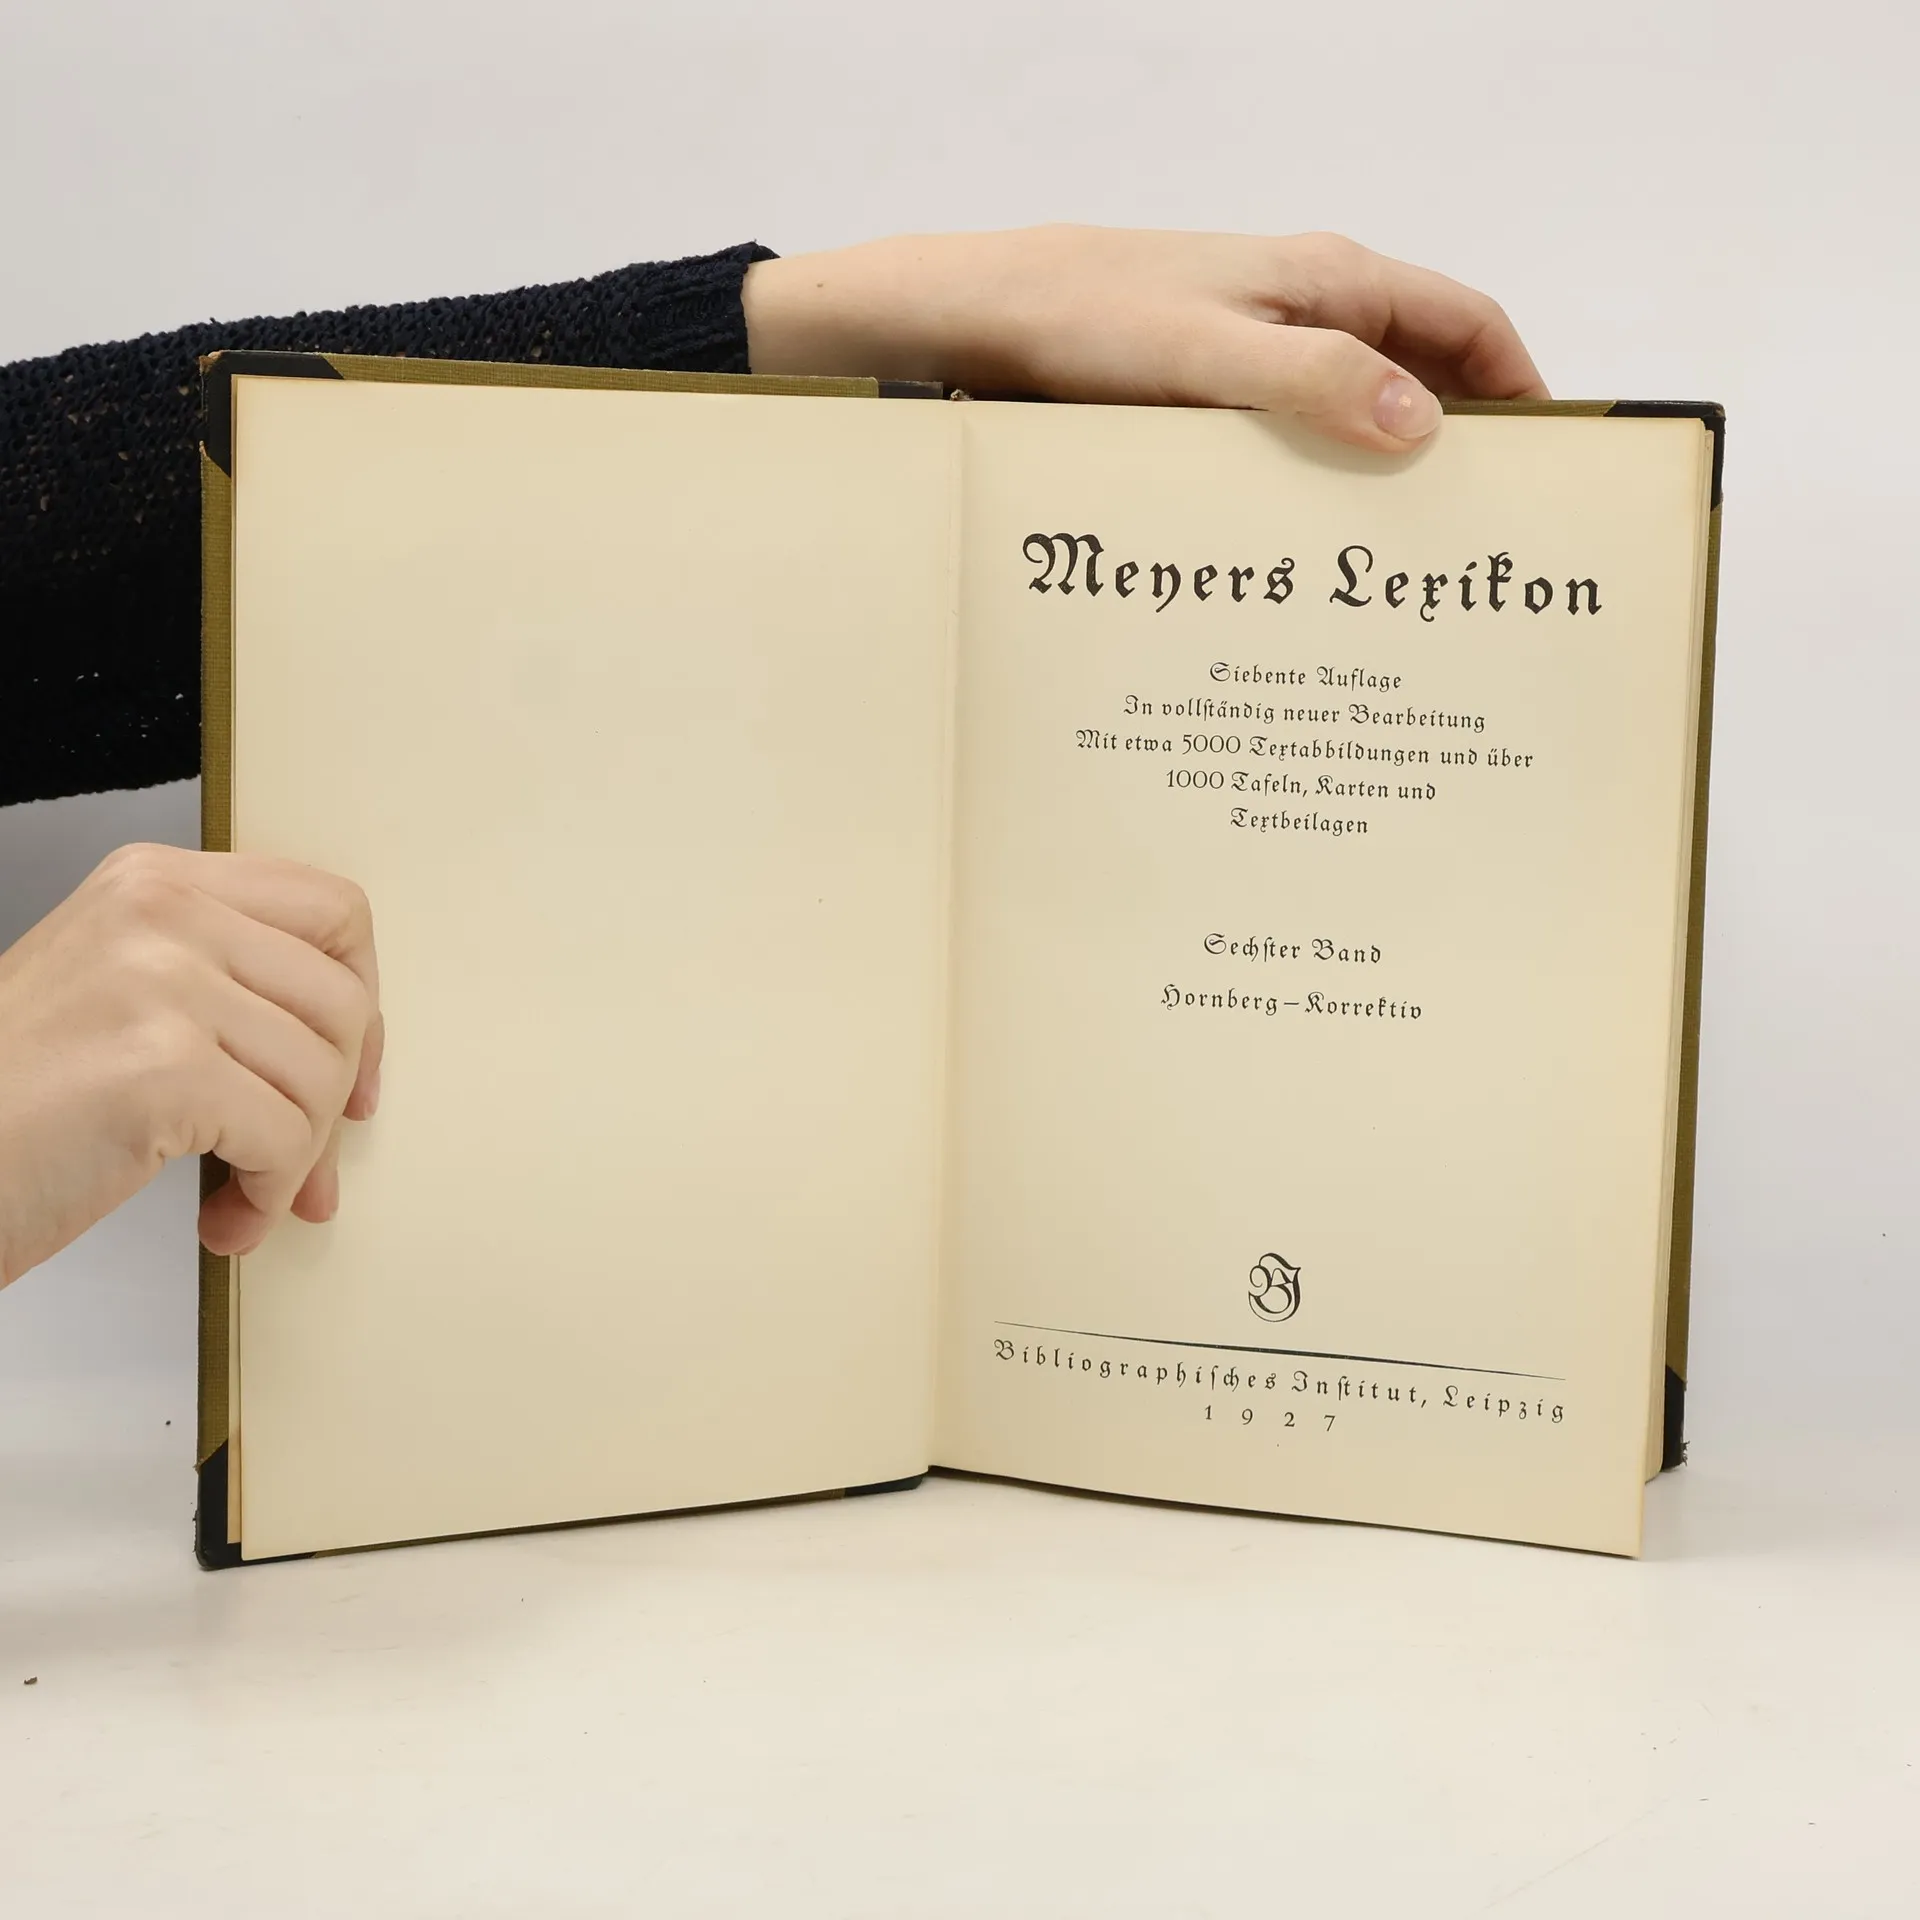 Meyers Lexikon
Siebente Auflage
In vollſtändig neuer Bearbeitung
Mit etwa 5000 Textabbildungen und über
1000 Tafeln, Karten und
Textbeilagen
Sechſter Band
Hornberg–Korrektiv
BI
Bibliographiſches Inſtitut, Leipzig
1927